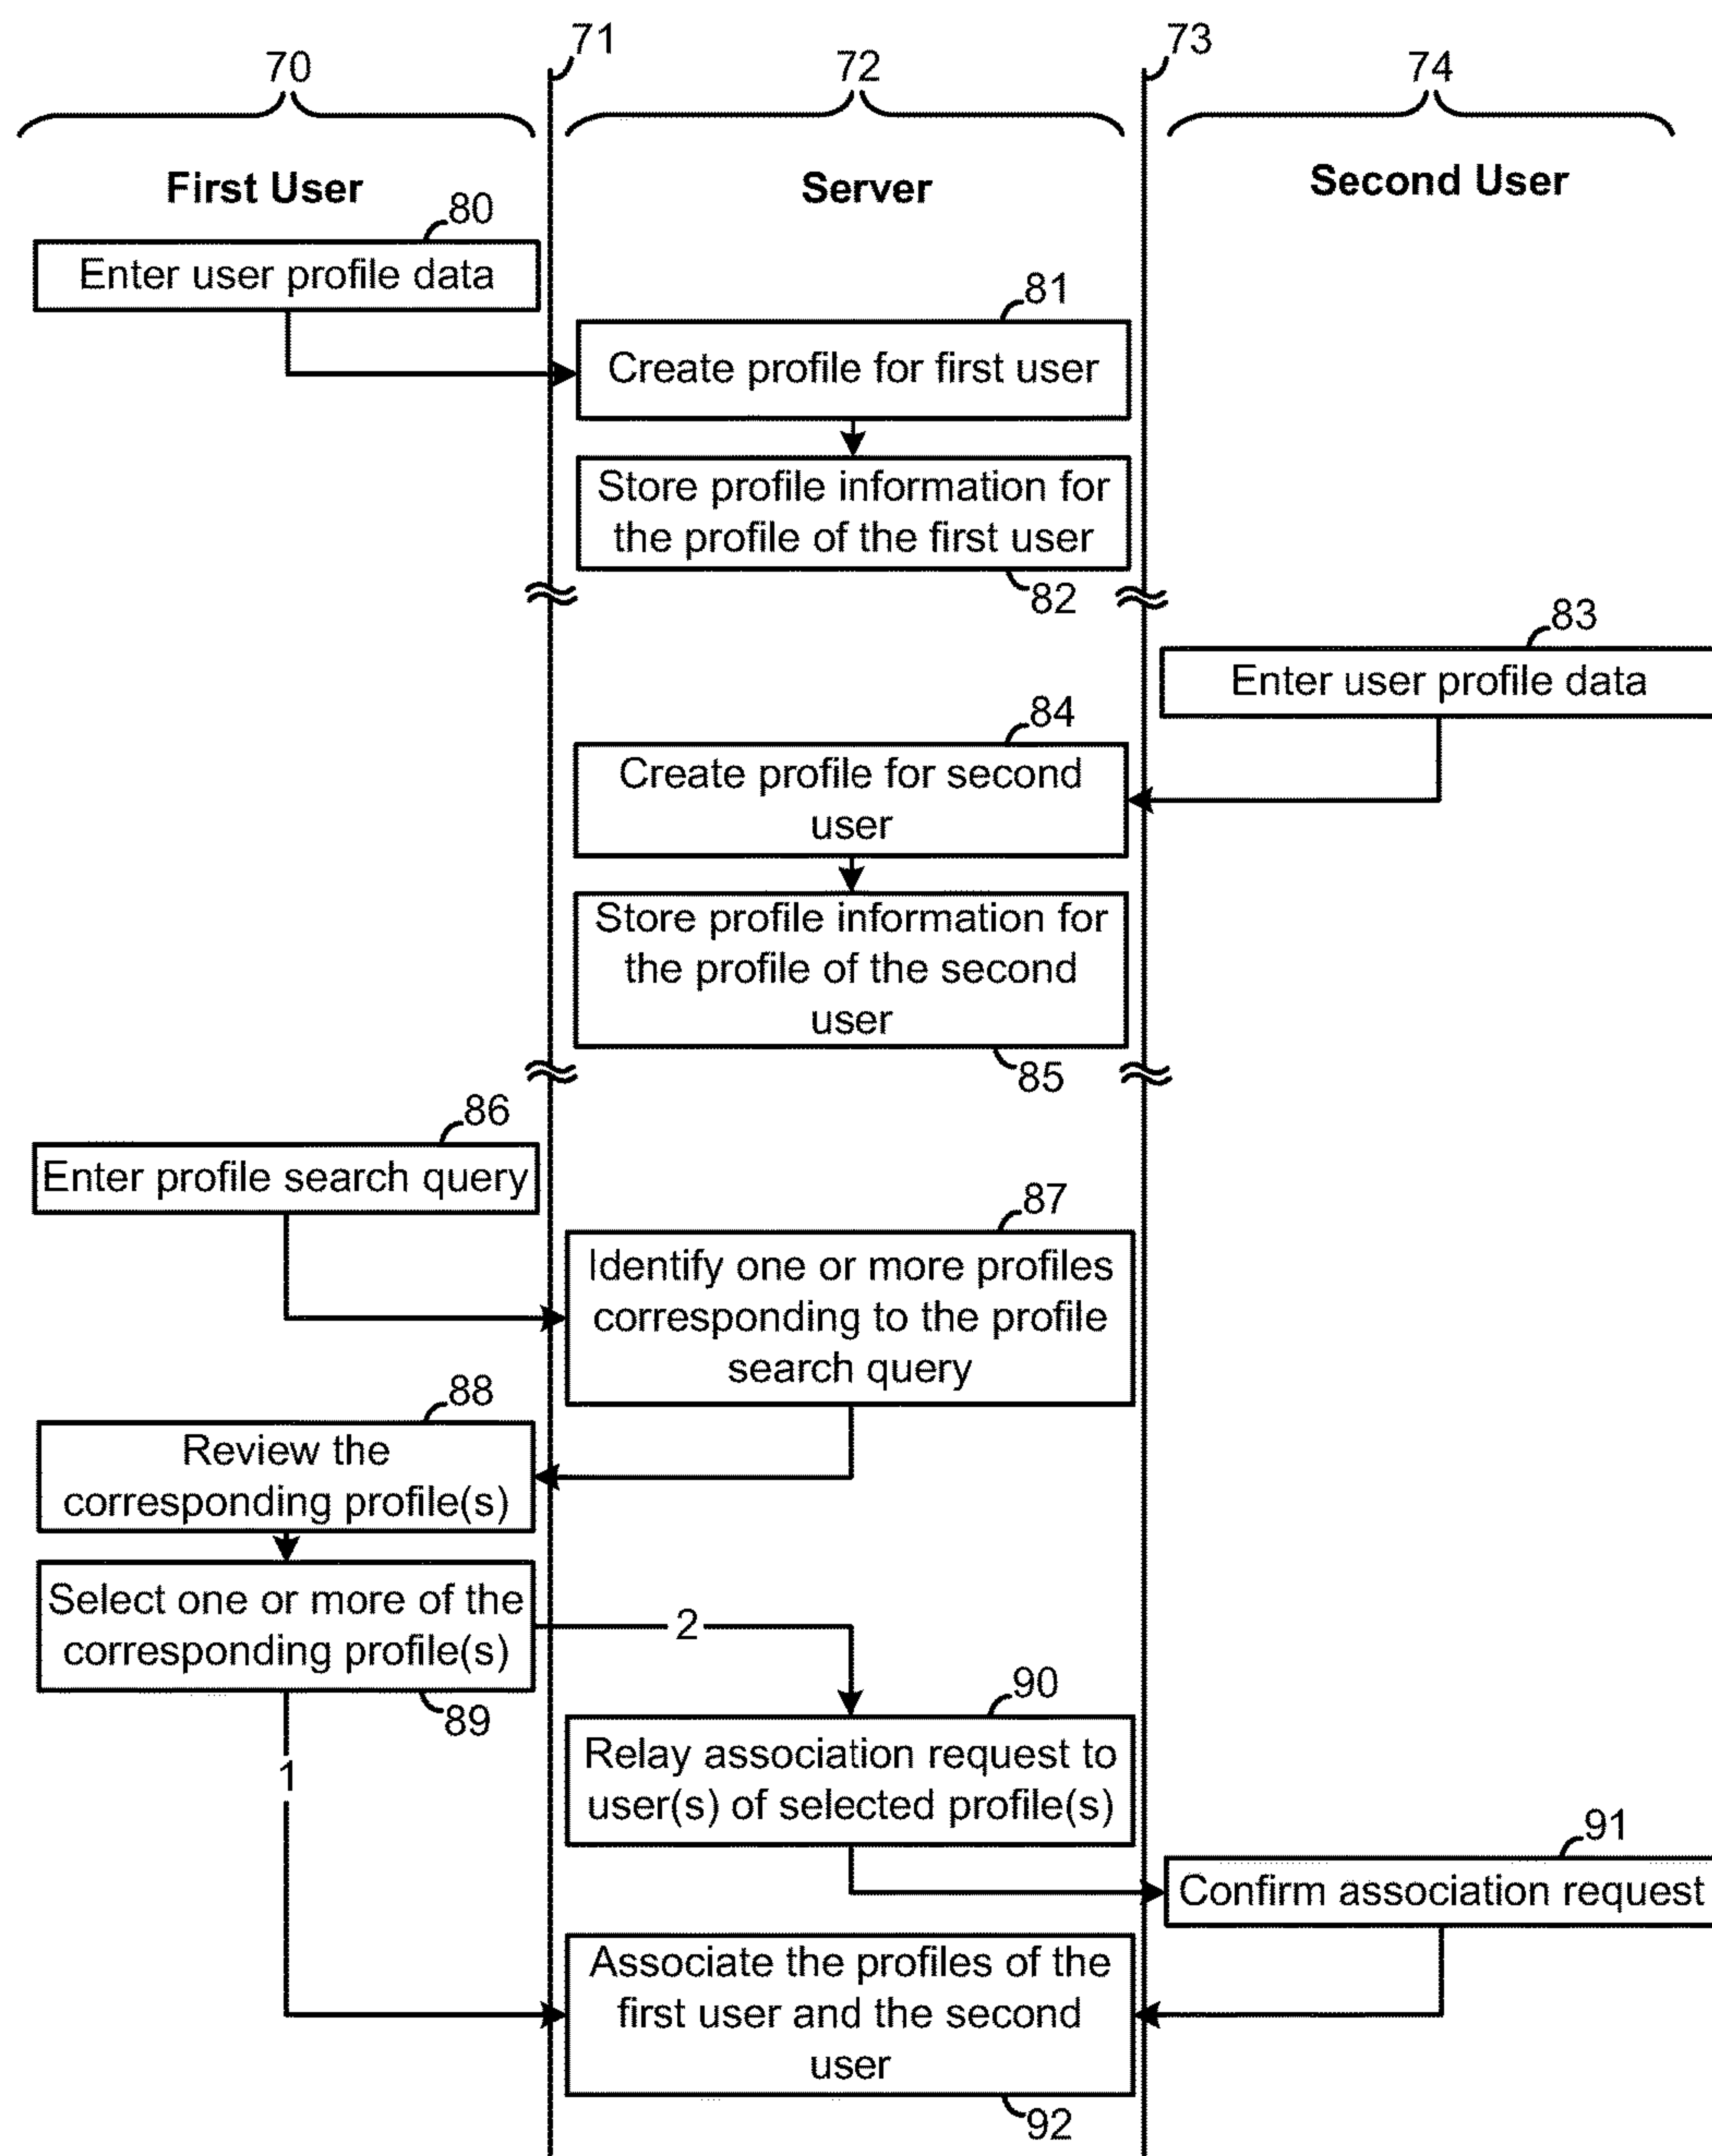 71
73
70
72
74
First User
Server
Second User
80
Enter user profile data
81
Create profile for first user
Store profile information for
the profile of the first user
82
83
Enter user profile data
84
Create profile for second
user
Store profile information for
the profile of the second
user
85
86
Enter profile search query
87
Identify one or more profiles
corresponding to the profile
search query
88
Review the
corresponding profile(s)
Select one or more of the
corresponding profile(s)
89
2
1
90
Relay association request to
user(s) of selected profile(s)
91
Confirm association request
Associate the profiles of the
first user and the second
user
92